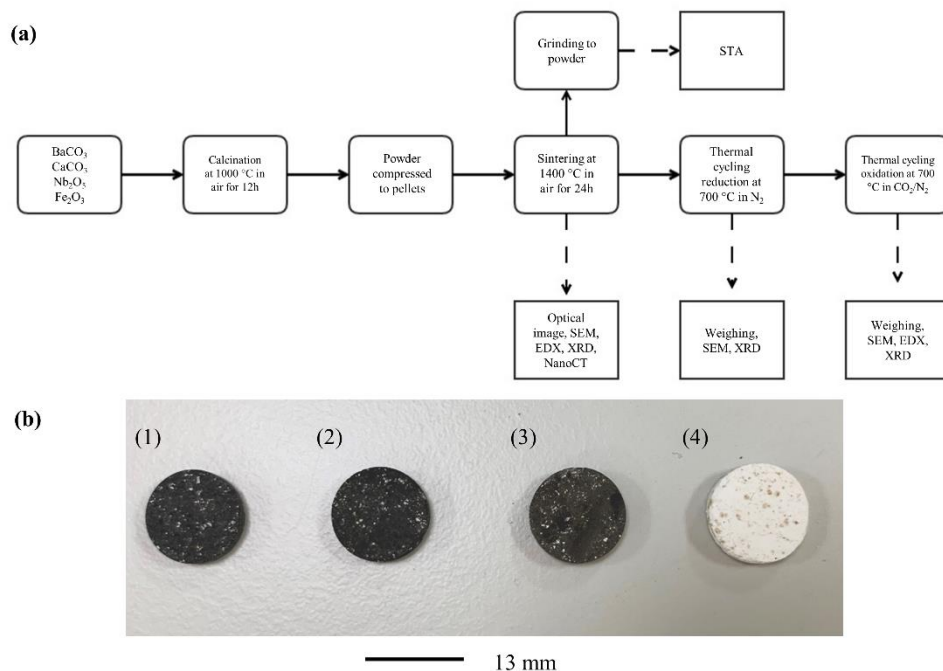 (a)
Grinding to
powder
STA
BaCO₃
CaCO₃
Nb₂O₃
Fe₂O₃
Calcination
at 1000 °C in
air for 12h
Powder
compressed
to pellets
Sintering at
1400 °C in
air for 24h
Thermal
cycling
reduction at
700 °C in N₂
Thermal cycling
oxidation at 700
°C in CO₂/N₂
Optical
image, SEM,
EDX, XRD,
NanoCT
Weighing,
SEM, XRD
Weighing,
SEM, EDX,
XRD
(b)
(1)
(2)
(3)
(4)
13 mm